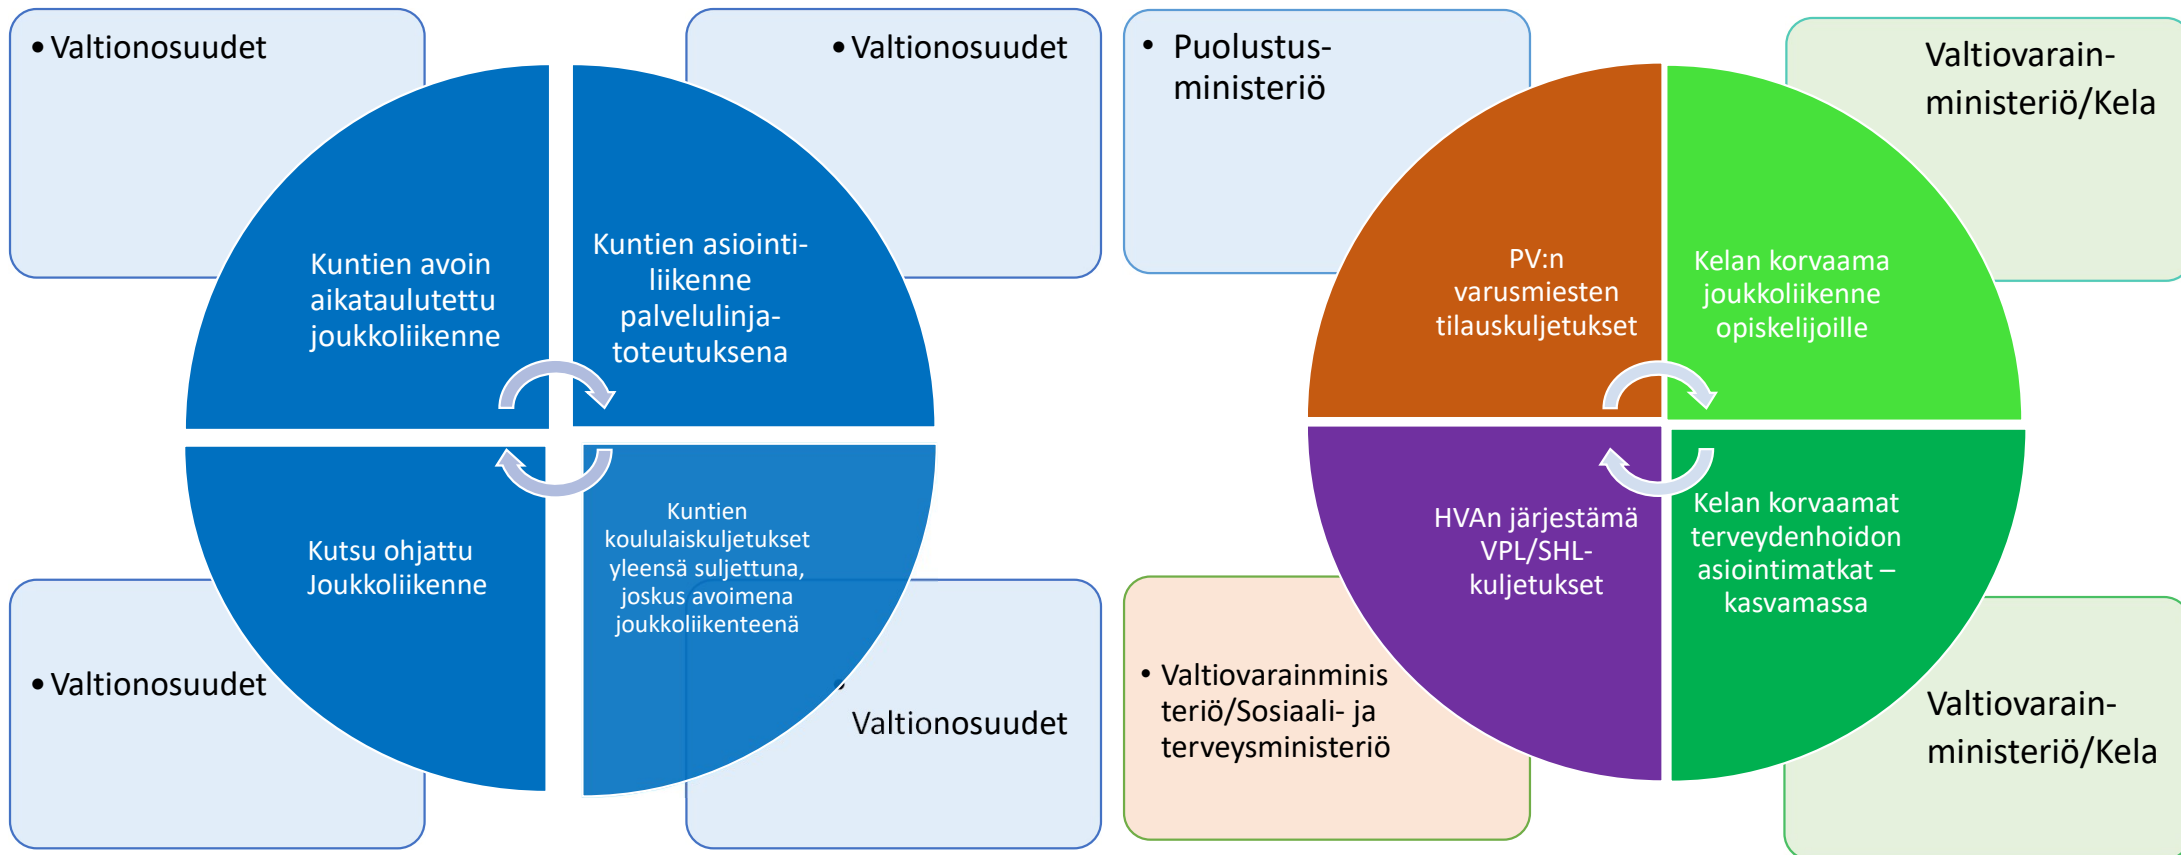 • Valtionosuudet
• Valtionosuudet
Kuntien avoin
aikataulutettu
joukkoliikenne
Kuntien asiointi-
liikenne
palvelulinja-
toteutuksena
Kutsu ohjattu
Joukkoliikenne
Kuntien
koululaiskuljetukset
yleensä suljettuna,
joskus avoimena
joukkoliikenteenä
• Valtionosuudet
•
Valtionosuudet
• Puolustus-
ministeriö
Valtiovarain-
ministeriö/Kela
PV:n
varusmiesten
tilauskuljetukset
Kelan korvaama
joukkoliikenne
opiskelijoille
HVAn järjestämä
VPL/SHL-
kuljetukset
Kelan korvaamat
terveydenhoidon
asiointimatkat –
kasvamassa
• Valtiovarainminis
teriö/Sosiaali- ja
terveysministeriö
Valtiovarain-
ministeriö/Kela